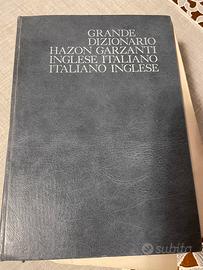 GRANDE
DIZIONARIO
HAZON GARZANTI
INGLESE ITALIANO
ITALIANO INGLESE
subito